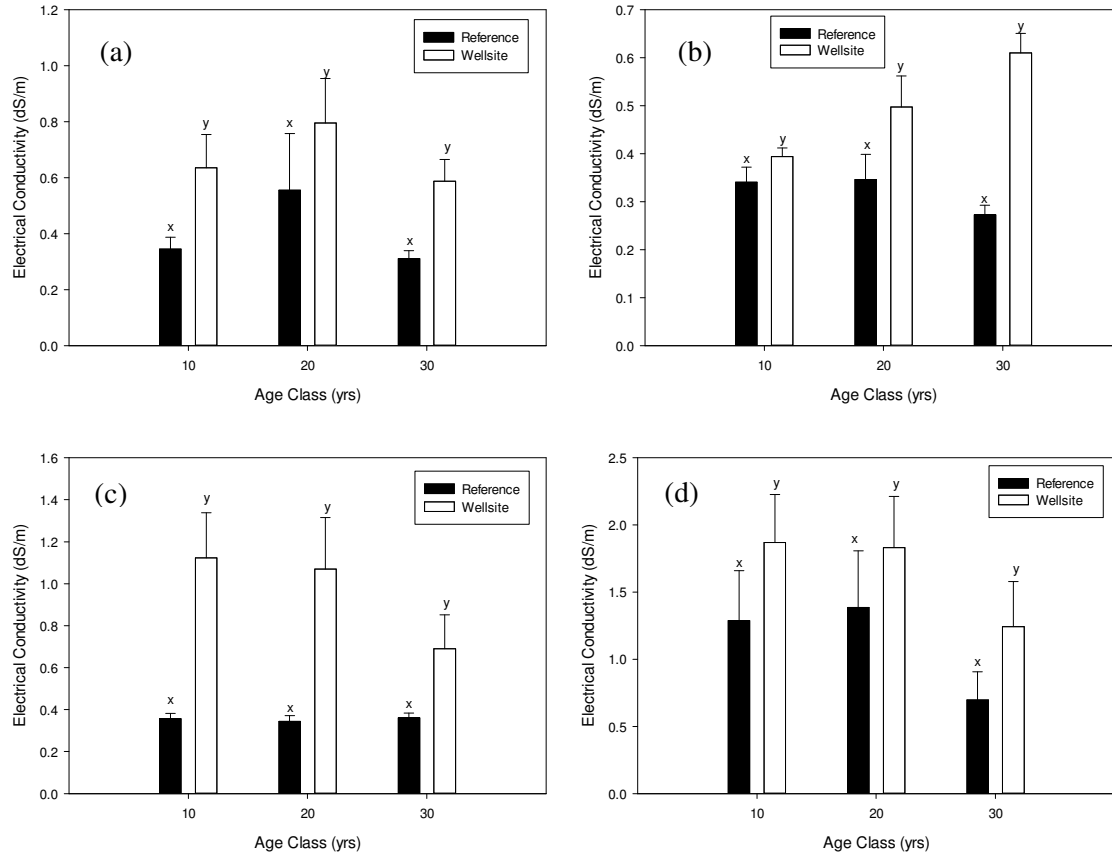 (a)
Electrical Conductivity (dS/m)
1.2
1.0
0.8
0.6
0.4
0.2
0.0
Reference
Wellsite
x y
x y
x y
10 20 30
Age Class (yrs)
(b)
Electrical Conductivity (dS/m)
0.7
0.6
0.5
0.4
0.3
0.2
0.1
0.0
Reference
Wellsite
x y
x y
x y
10 20 30
Age Class (yrs)
(c)
Electrical Conductivity (dS/m)
1.6
1.4
1.2
1.0
0.8
0.6
0.4
0.2
0.0
Reference
Wellsite
x y
x y
x y
10 20 30
Age Class (yrs)
(d)
Electrical Conductivity (dS/m)
2.5
2.0
1.5
1.0
0.5
0.0
Reference
Wellsite
x y
x y
x y
10 20 30
Age Class (yrs)